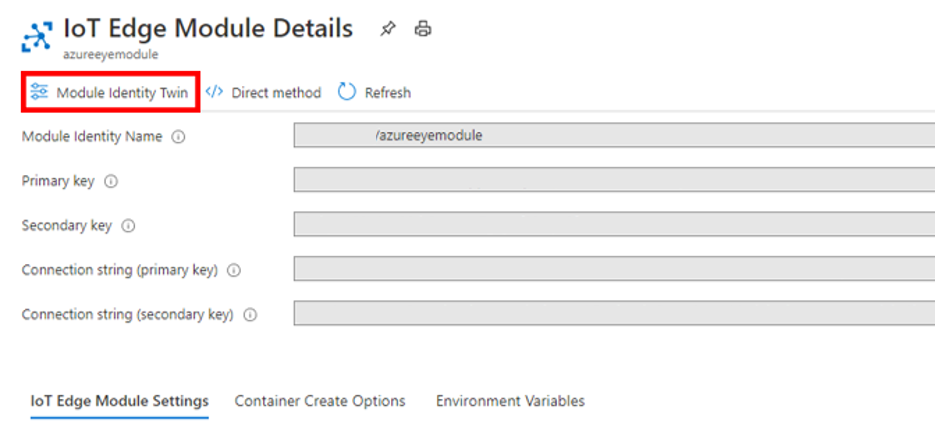 IoT Edge Module Details
azureeyemodule
Module Identity Twin </> Direct method Refresh
Module Identity Name /azureeyemodule
Primary key
Secondary key
Connection string (primary key)
Connection string (secondary key)
IoT Edge Module Settings Container Create Options Environment Variables